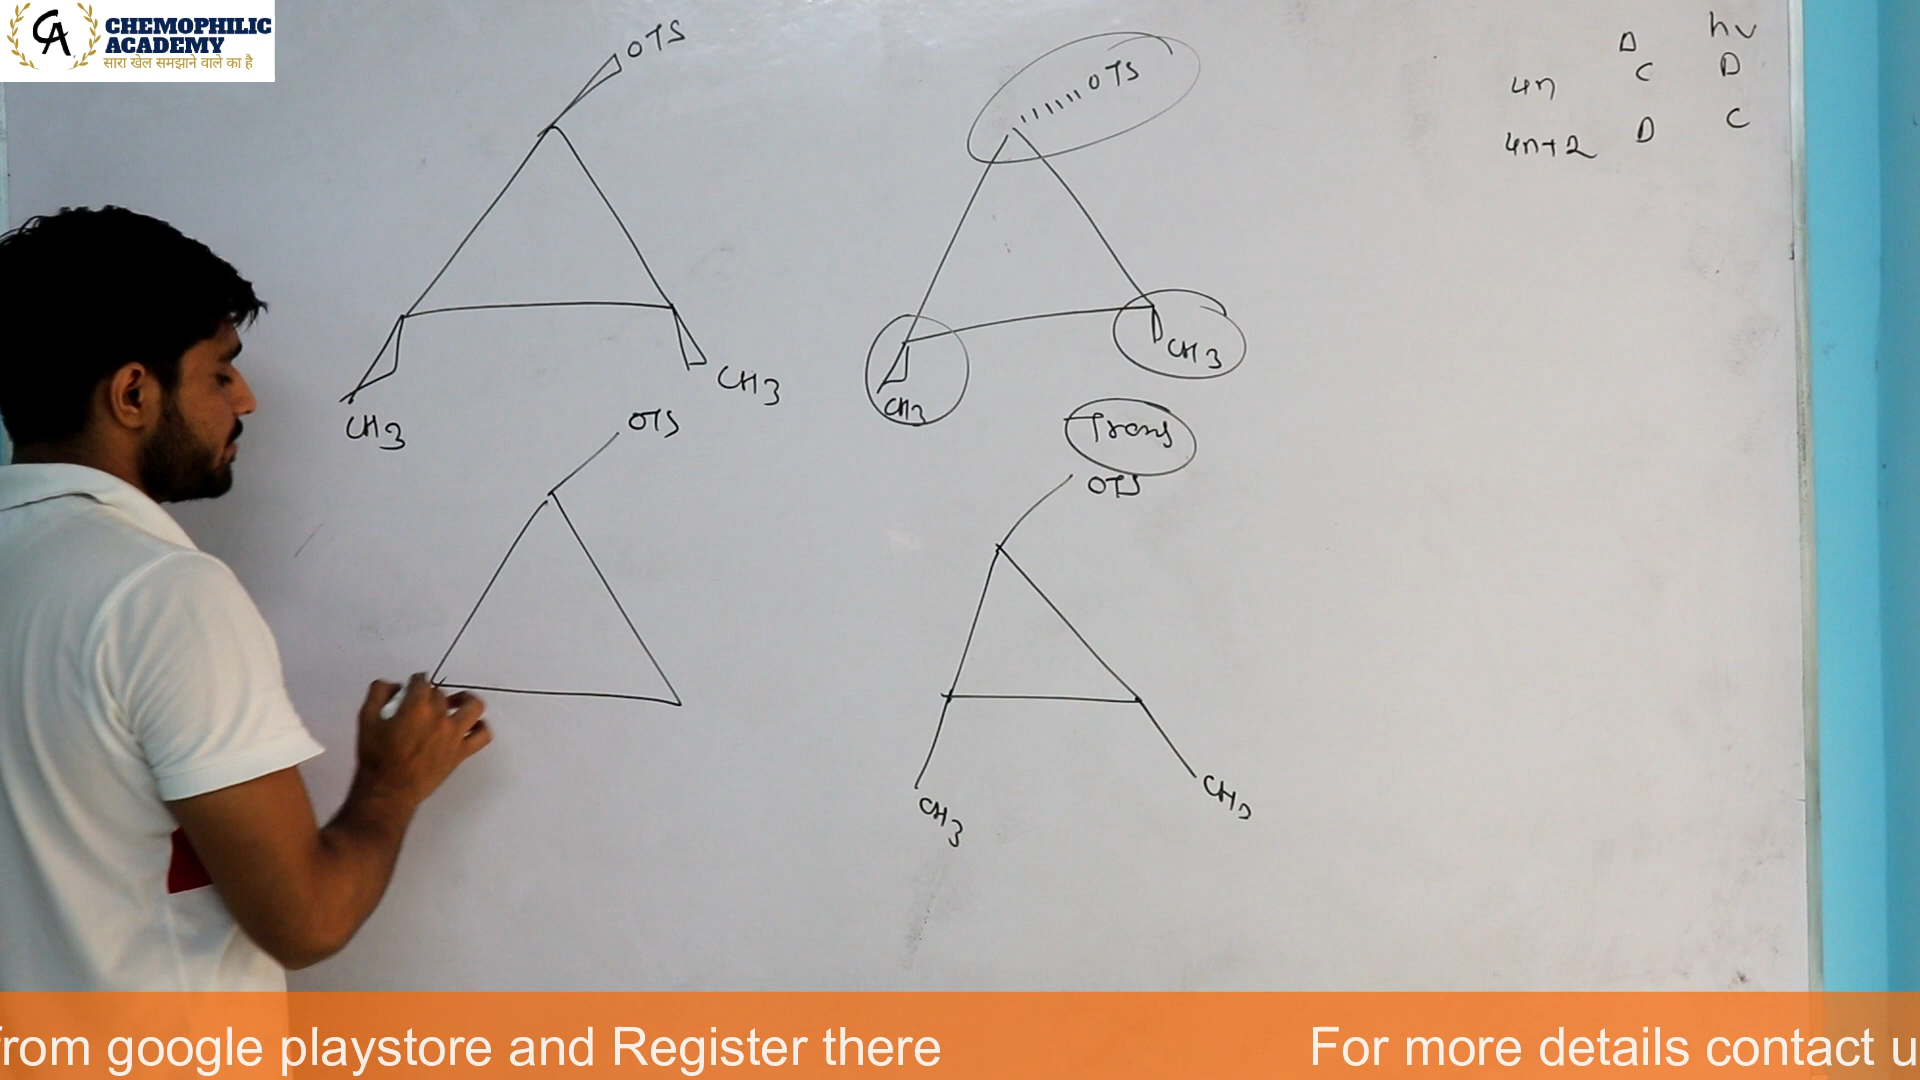 CHEMOPHILIC
ACADEMY
सारा खेल समझाने वाले का है
CA
OTS
CH3
CH3
OTS
CH3
CH3
Trans
OTS
OTS
CH3
CH3
Δ hν
4n C D
4n+2 D C
from google playstore and Register there
For more details contact u